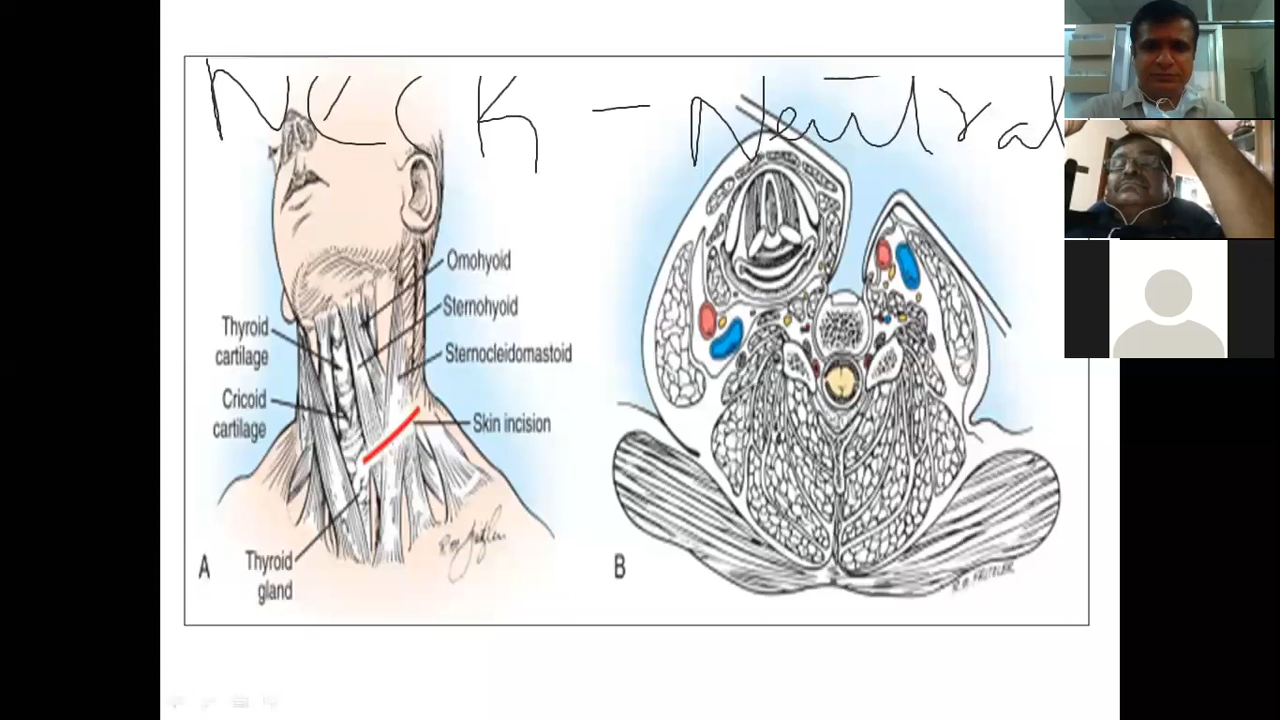 NECK - Neutral
Omohyoid
Sternohyoid
Thyroid
cartilage
Sternocleidomastoid
Cricoid
cartilage
Skin incision
A
Thyroid
gland
B